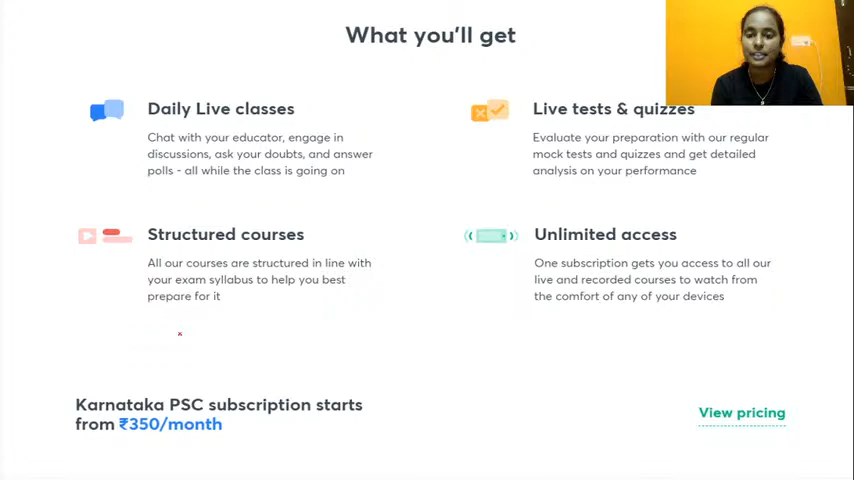 What you'll get
Daily Live classes
Chat with your educator, engage in
discussions, ask your doubts, and answer
polls - all while the class is going on
Live tests & quizzes
Evaluate your preparation with our regular
mock tests and quizzes and get detailed
analysis on your performance
Structured courses
All our courses are structured in line with
your exam syllabus to help you best
prepare for it
Unlimited access
One subscription gets you access to all our
live and recorded courses to watch from
the comfort of any of your devices
Karnataka PSC subscription starts
from ₹350/month
View pricing